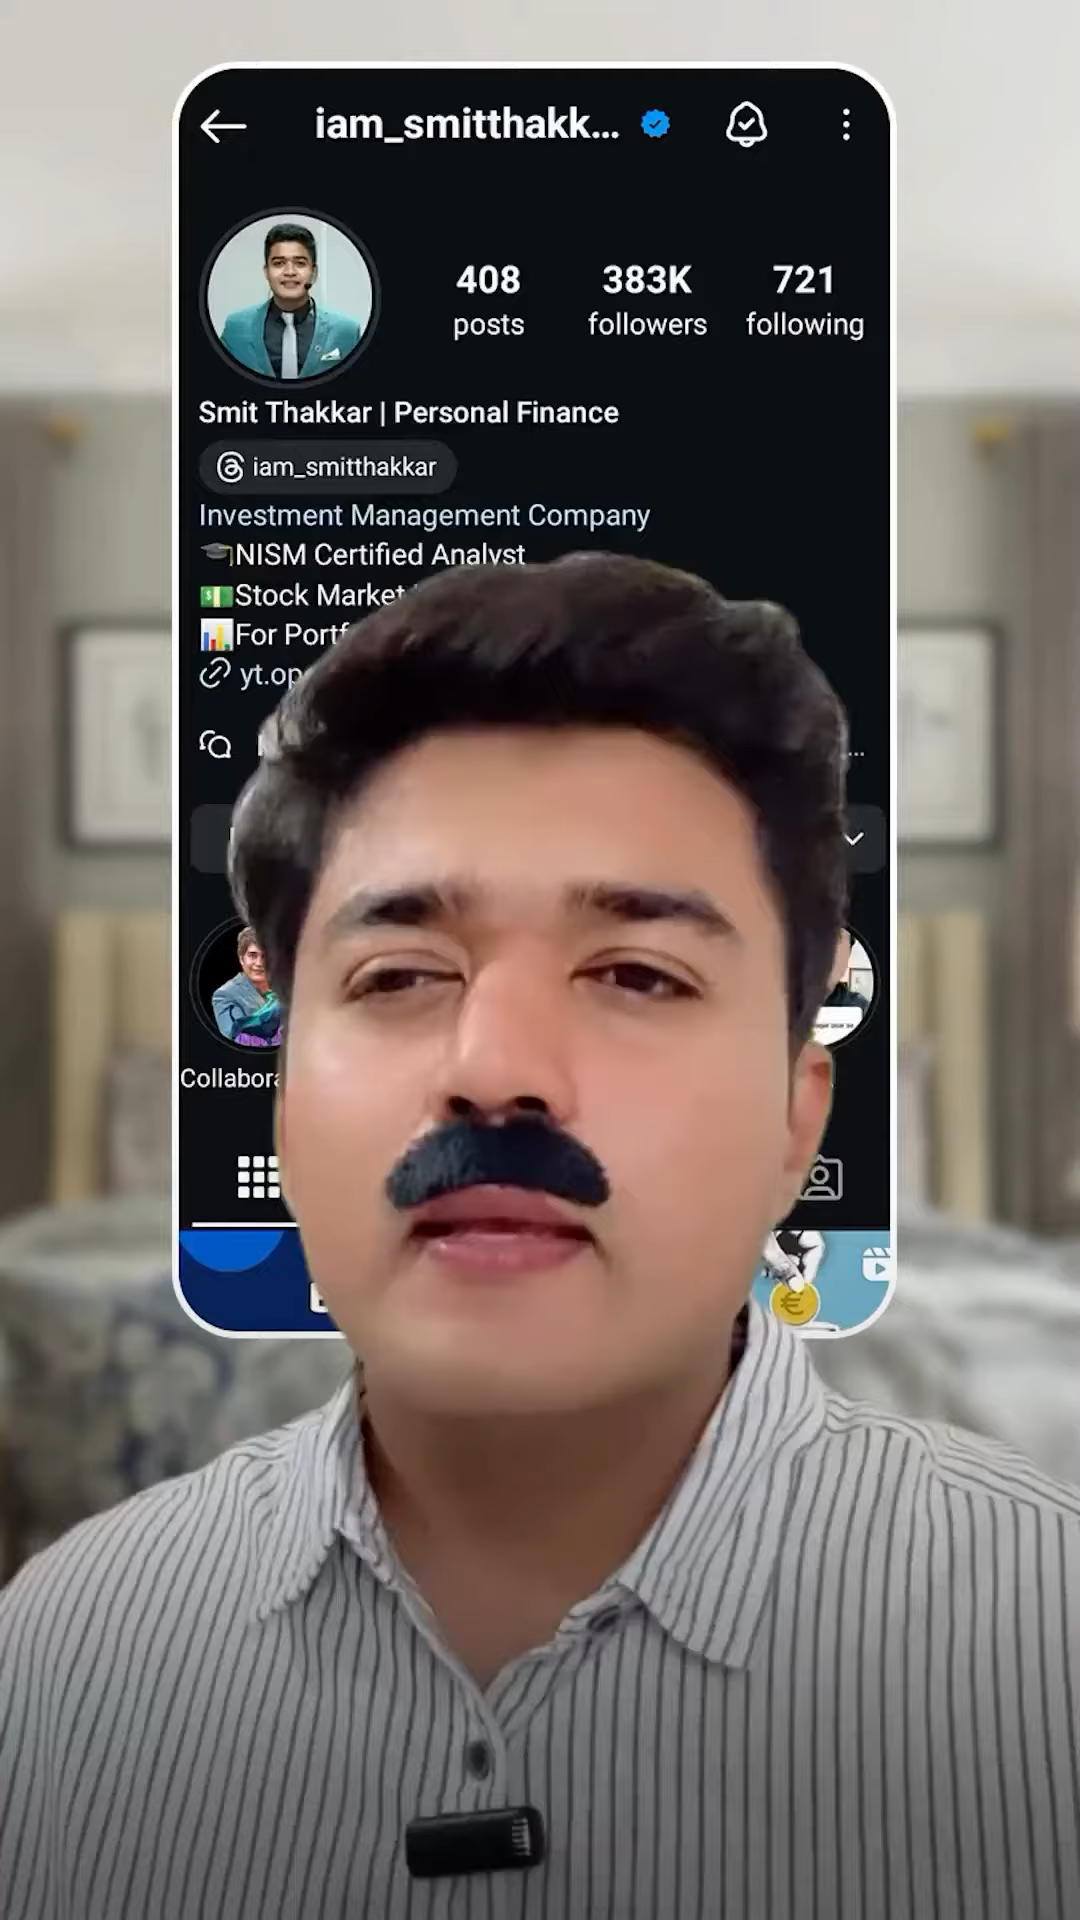 iam_smitthakk...
408
383K
721
posts
followers
following
Smit Thakkar | Personal Finance
iam_smitthakkar
Investment Management Company
🎓NISM Certified Analyst
💵Stock Market
📊For Portf
yt.op
Collabora